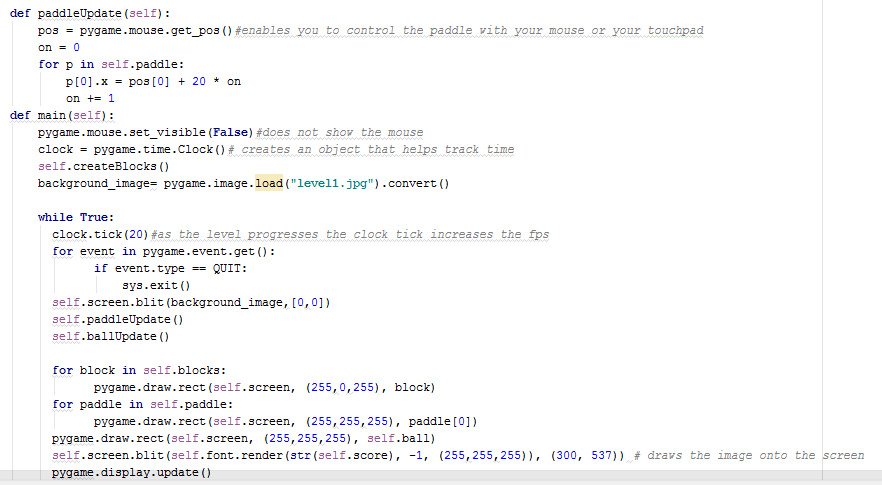 def paddleUpdate(self):
    pos = pygame.mouse.get_pos()#enables you to control the paddle with your mouse or your touchpad
    on = 0
    for p in self.paddle:
        p[0].x = pos[0] + 20 * on
        on += 1
def main(self):
    pygame.mouse.set_visible(False)#does not show the mouse
    clock = pygame.time.Clock()# creates an object that helps track time
    self.createBlocks()
    background_image= pygame.image.load("level1.jpg").convert()

    while True:
      clock.tick(20)#as the level progresses the clock tick increases the fps
      for event in pygame.event.get():
            if event.type == QUIT:
                sys.exit()
      self.screen.blit(background_image,[0,0])
      self.paddleUpdate()
      self.ballUpdate()

      for block in self.blocks:
            pygame.draw.rect(self.screen, (255,0,255), block)
      for paddle in self.paddle:
            pygame.draw.rect(self.screen, (255,255,255), paddle[0])
      pygame.draw.rect(self.screen, (255,255,255), self.ball)
      self.screen.blit(self.font.render(str(self.score), -1, (255,255,255)), (300, 537)) # draws the image onto the screen
      pygame.display.update()